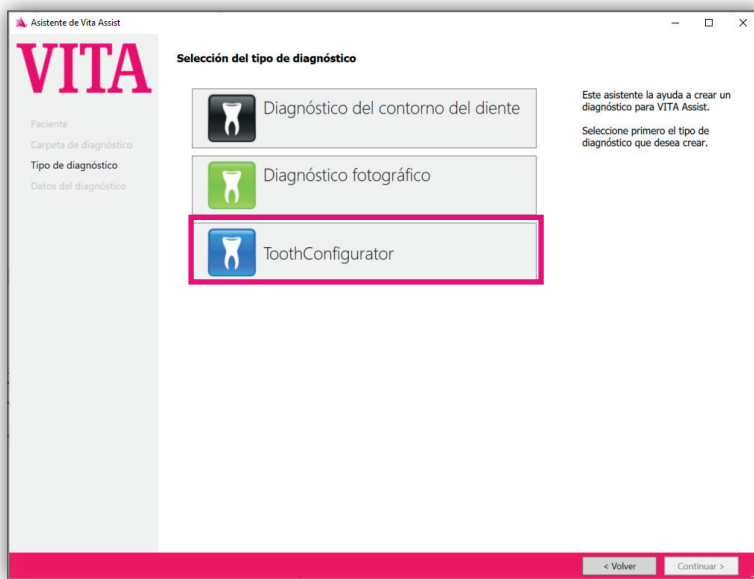 Asistente de Vita Assist
VITA
Paciente
Carpeta de diagnóstico
Tipo de diagnóstico
Datos del diagnóstico
Selección del tipo de diagnóstico
Diagnóstico del contorno del diente
Diagnóstico fotográfico
ToothConfigurator
Este asistente la ayuda a crear un
diagnóstico para VITA Assist.
Seleccione primero el tipo de
diagnóstico que desea crear.
< Volver
Continuar >